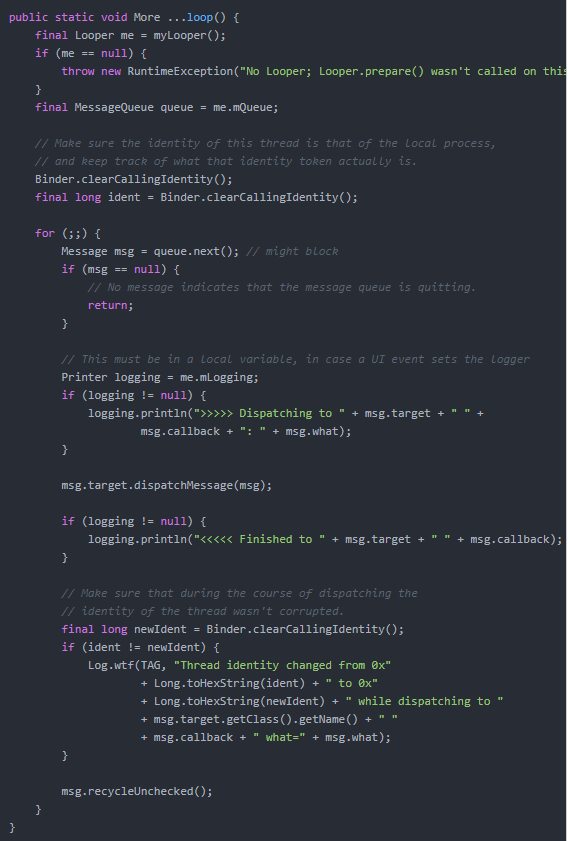 public static void More ...loop() {
    final Looper me = myLooper();
    if (me == null) {
        throw new RuntimeException("No Looper; Looper.prepare() wasn't called on this
    }
    final MessageQueue queue = me.mQueue;

    // Make sure the identity of this thread is that of the local process,
    // and keep track of what that identity token actually is.
    Binder.clearCallingIdentity();
    final long ident = Binder.clearCallingIdentity();

    for (;;) {
        Message msg = queue.next(); // might block
        if (msg == null) {
            // No message indicates that the message queue is quitting.
            return;
        }

        // This must be in a local variable, in case a UI event sets the logger
        Printer logging = me.mLogging;
        if (logging != null) {
            logging.println(">>>>> Dispatching to " + msg.target + " " +
                    msg.callback + ": " + msg.what);
        }

        msg.target.dispatchMessage(msg);

        if (logging != null) {
            logging.println("<<<<< Finished to " + msg.target + " " + msg.callback);
        }

        // Make sure that during the course of dispatching the
        // identity of the thread wasn't corrupted.
        final long newIdent = Binder.clearCallingIdentity();
        if (ident != newIdent) {
            Log.wtf(TAG, "Thread identity changed from 0x"
                    + Long.toHexString(ident) + " to 0x"
                    + Long.toHexString(newIdent) + " while dispatching to "
                    + msg.target.getClass().getName() + " "
                    + msg.callback + " what=" + msg.what);
        }

        msg.recycleUnchecked();
    }
}